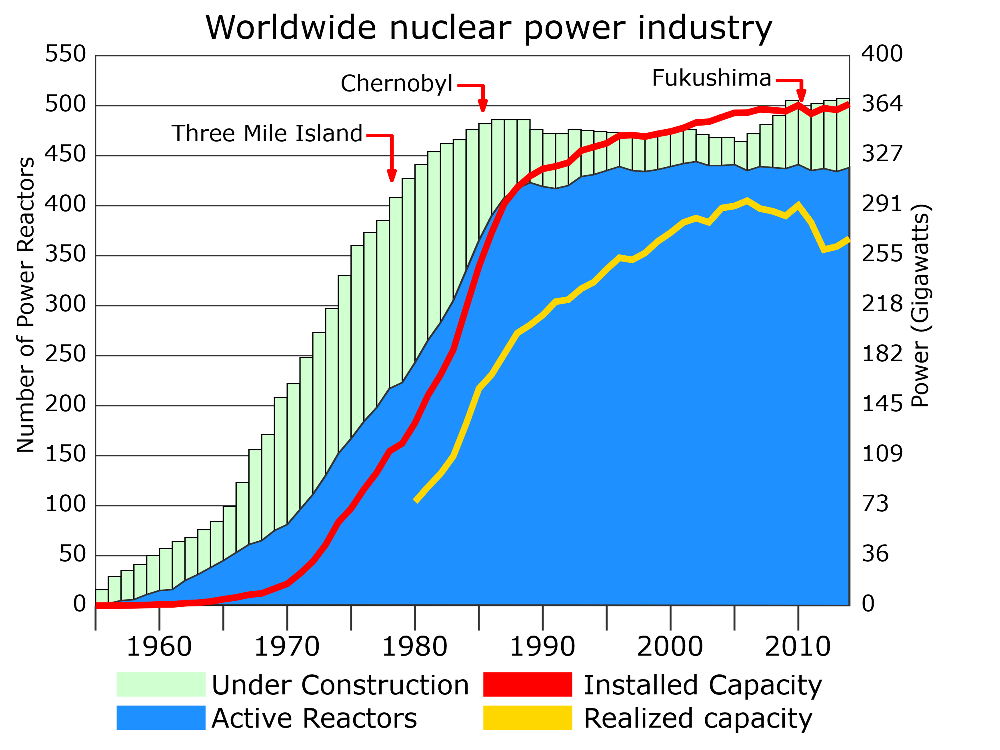 Worldwide nuclear power industry
550
500
450
400
350
300
250
200
150
100
50
0
Number of Power Reactors
Three Mile Island
Chernobyl
Fukushima
400
364
327
291
255
218
182
145
109
73
36
0
Power (Gigawatts)
1960 1970 1980 1990 2000 2010
Under Construction
Installed Capacity
Active Reactors
Realized capacity